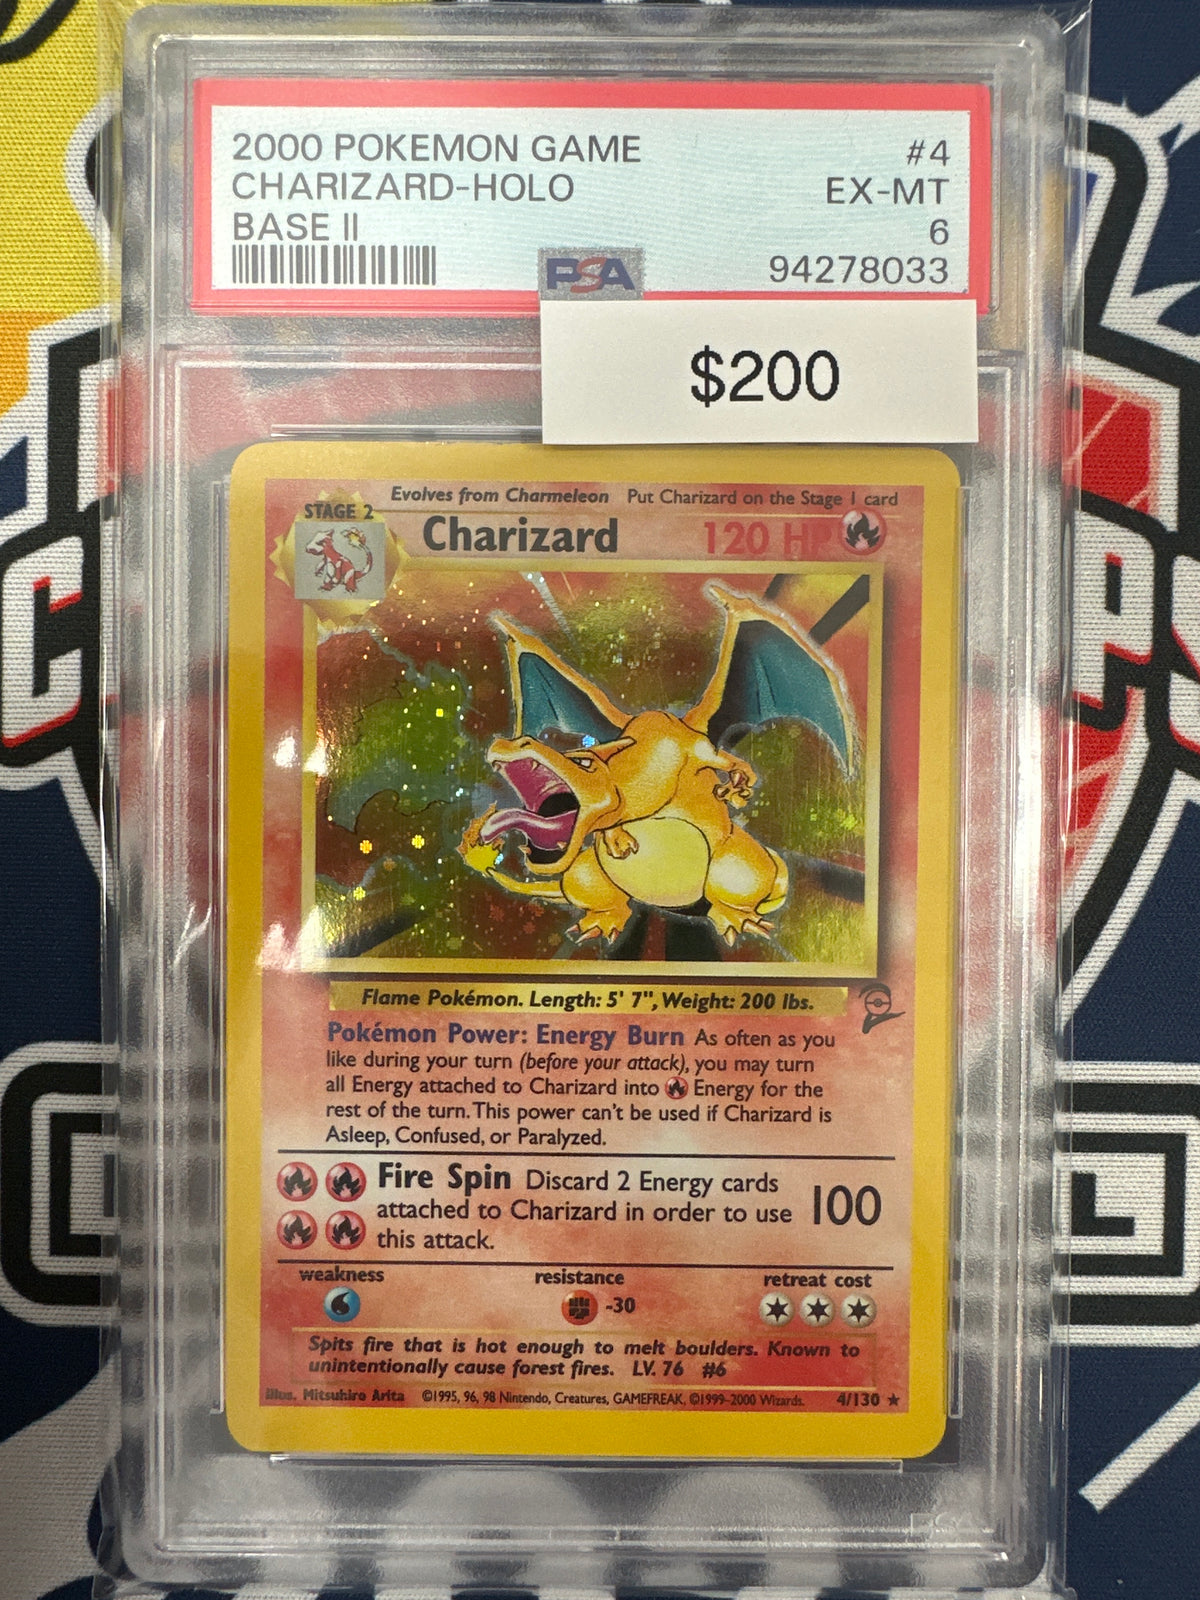 2000 POKEMON GAME #4
CHARIZARD-HOLO EX-MT
BASE II 6
PSA 94278033
$200
Evolves from Charmeleon Put Charizard on the Stage 1 card
STAGE 2
Charizard 120 HP
Flame Pokémon. Length: 5' 7", Weight: 200 lbs.
Pokémon Power: Energy Burn As often as you
like during your turn (before your attack), you may turn
all Energy attached to Charizard into Energy for the
rest of the turn. This power can't be used if Charizard is
Asleep, Confused, or Paralyzed.
Fire Spin Discard 2 Energy cards
attached to Charizard in order to use 100
this attack.
weakness resistance retreat cost
-30
Spits fire that is hot enough to melt boulders. Known to
unintentionally cause forest fires. LV. 76 #6
Illus. Mitsuhiro Arita ©1995, 96, 98 Nintendo, Creatures, GAMEFREAK. ©1999-2000 Wizards. 4/130 ★